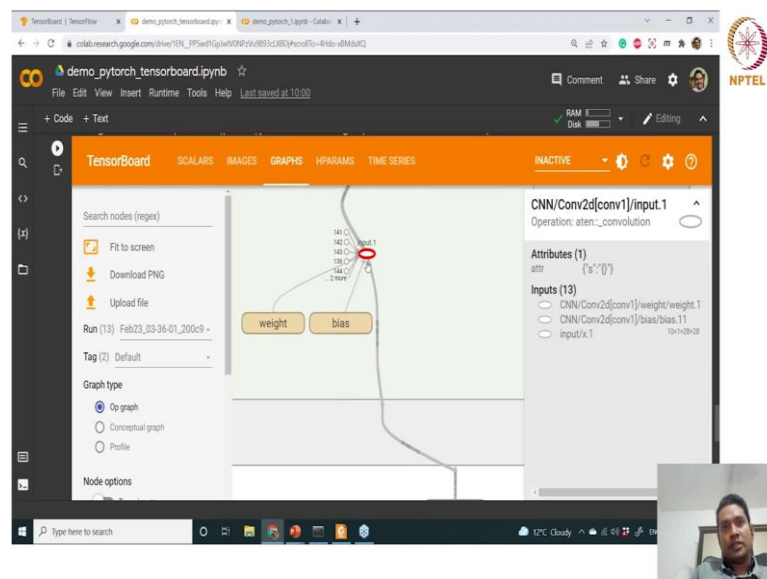 TensorBoard | TensorFlow
demo_pytorch_tensorboard.ipynb
demo_pytorch_1.ipynb - Colabor
colab.research.google.com/drive/
demo_pytorch_tensorboard.ipynb
Comment
Share
NPTEL
File Edit View Insert Runtime Tools Help Last saved at 10:00
+ Code + Text
RAM
Disk
Editing
TensorBoard
SCALARS IMAGES GRAPHS HPARAMS TIME SERIES
INACTIVE
Search nodes (regex)
Fit to screen
Download PNG
Upload file
Run (13) Feb23_03-36-01_200c9
Tag (2) Default
Graph type
Op graph
Conceptual graph
Profile
Node options
141
142
143
144
... 2 more
input.1
weight
bias
CNN/Conv2d[conv1]/input.1
Operation: aten::_convolution
Attributes (1)
attr {"s":"{}"}
Inputs (13)
CNN/Conv2d[conv1]/weight/weight.1
CNN/Conv2d[conv1]/bias/bias.11
input/x.1
10×1×28×28
Type here to search
12°C Cloudy